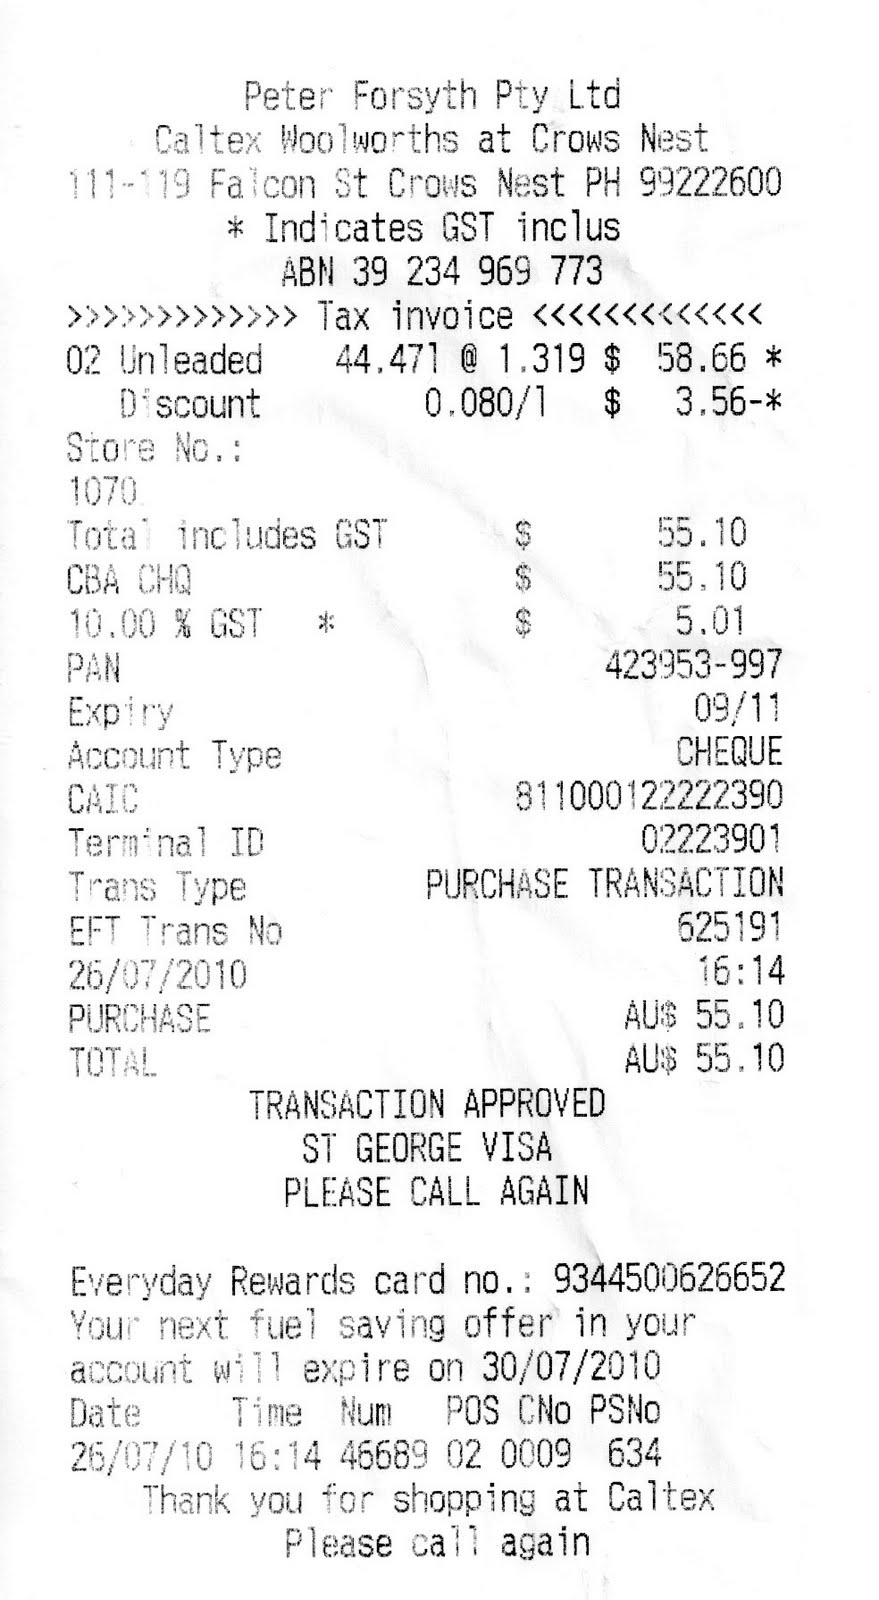 Peter Forsyth Pty Ltd
Caltex Woolworths at Crows Nest
111-119 Falcon St Crows Nest PH 99222600
* Indicates GST inclus
ABN 39 234 969 773
>>>>>>>>>>>>> Tax invoice <<<<<<<<<<<<<
02 Unleaded 44.47l @ 1.319 $ 58.66 *
Discount 0.080/l $ 3.56-*
Store No.:
1070
Total includes GST $ 55.10
CBA CHQ $ 55.10
10.00 % GST * $ 5.01
PAN 423953-997
Expiry 09/11
Account Type CHEQUE
CAIC 811000122222390
Terminal ID 02223901
Trans Type PURCHASE TRANSACTION
EFT Trans No 625191
26/07/2010 16:14
PURCHASE AU$ 55.10
TOTAL AU$ 55.10
TRANSACTION APPROVED
ST GEORGE VISA
PLEASE CALL AGAIN
Everyday Rewards card no.: 9344500626652
Your next fuel saving offer in your
account will expire on 30/07/2010
Date Time Num POS CNo PSNo
26/07/10 16:14 46689 02 0009 634
Thank you for shopping at Caltex
Please call again